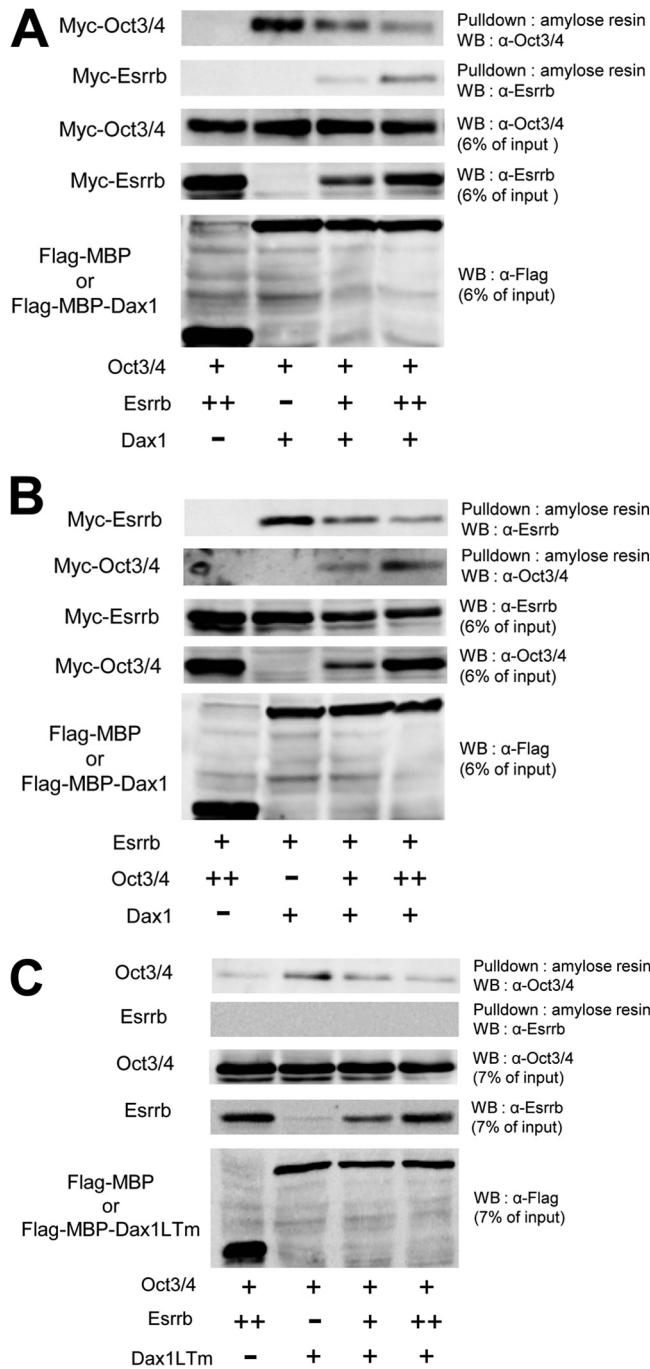 A
Myc-Oct3/4
Pulldown : amylose resin
WB : α-Oct3/4
Myc-Esrrb
Pulldown : amylose resin
WB : α-Esrrb
Myc-Oct3/4
WB : α-Oct3/4
(6% of input )
Myc-Esrrb
WB : α-Esrrb
(6% of input )
Flag-MBP
or
Flag-MBP-Dax1
WB : α-Flag
(6% of input)
Oct3/4 + + + +
Esrrb ++ - + ++
Dax1 - + + +
B
Myc-Esrrb
Pulldown : amylose resin
WB : α-Esrrb
Myc-Oct3/4
Pulldown : amylose resin
WB : α-Oct3/4
Myc-Esrrb
WB : α-Esrrb
(6% of input)
Myc-Oct3/4
WB : α-Oct3/4
(6% of input)
Flag-MBP
or
Flag-MBP-Dax1
WB : α-Flag
(6% of input)
Esrrb + + + +
Oct3/4 ++ - + ++
Dax1 - + + +
C
Oct3/4
Pulldown : amylose resin
WB : α-Oct3/4
Esrrb
Pulldown : amylose resin
WB : α-Esrrb
Oct3/4
WB : α-Oct3/4
(7% of input)
Esrrb
WB : α-Esrrb
(7% of input)
Flag-MBP
or
Flag-MBP-Dax1LTm
WB : α-Flag
(7% of input)
Oct3/4 + + + +
Esrrb ++ - + ++
Dax1LTm - + + +